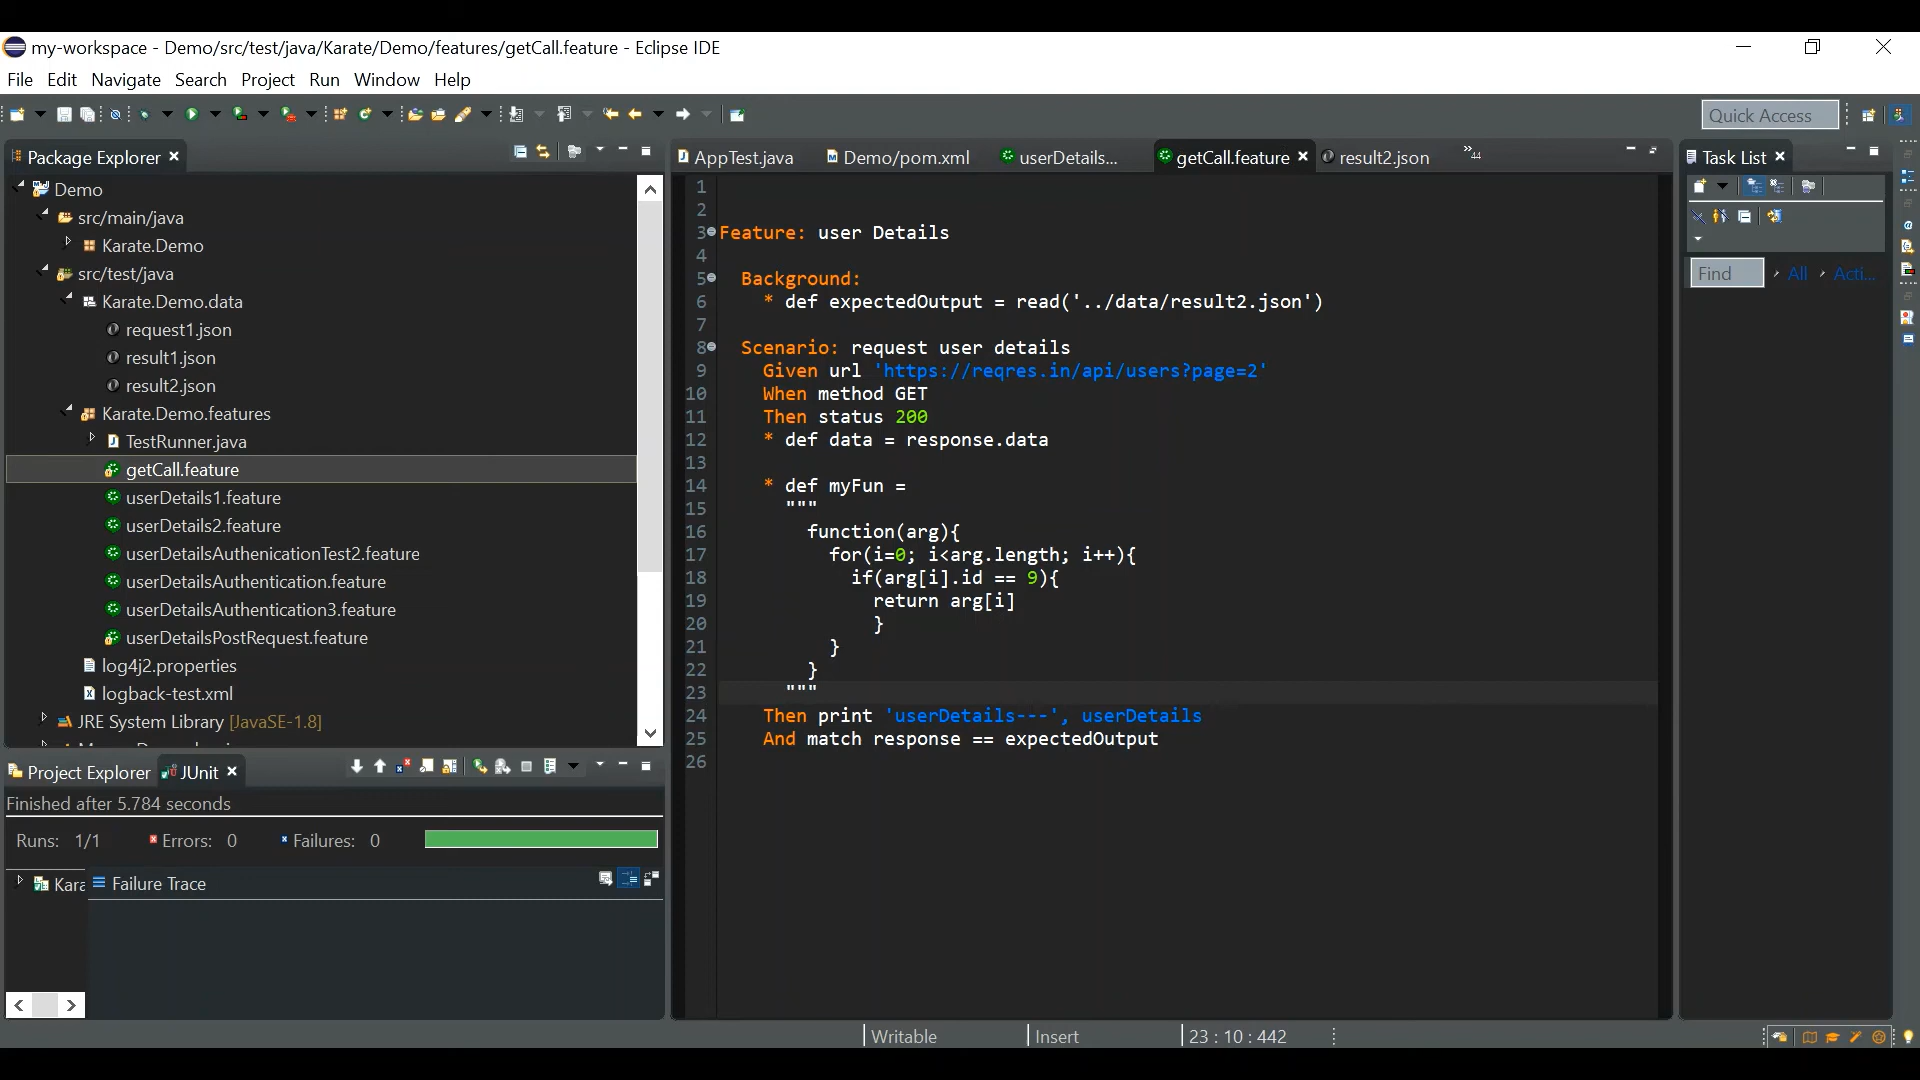 my-workspace - Demo/src/test/java/Karate/Demo/features/getCall.feature - Eclipse IDE
File Edit Navigate Search Project Run Window Help
Quick Access
Package Explorer
Demo
src/main/java
Karate.Demo
src/test/java
Karate.Demo.data
request1.json
result1.json
result2.json
Karate.Demo.features
TestRunner.java
getCall.feature
userDetails1.feature
userDetails2.feature
userDetailsAuthenicationTest2.feature
userDetailsAuthentication.feature
userDetailsAuthentication3.feature
userDetailsPostRequest.feature
log4j2.properties
logback-test.xml
JRE System Library [JavaSE-1.8]
Project Explorer JUnit
Finished after 5.784 seconds
Runs: 1/1 Errors: 0 Failures: 0
Kara Failure Trace
AppTest.java Demo/pom.xml userDetails... getCall.feature result2.json »44
1
2
3 Feature: user Details
4
5 Background:
6 * def expectedOutput = read('../data/result2.json')
7
8 Scenario: request user details
9 Given url 'https://reqres.in/api/users?page=2'
10 When method GET
11 Then status 200
12 * def data = response.data
13
14 * def myFun =
15 """
16 function(arg){
17 for(i=0; i<arg.length; i++){
18 if(arg[i].id == 9){
19 return arg[i]
20 }
21 }
22 }
23 """
24 Then print 'userDetails---', userDetails
25 And match response == expectedOutput
26
Task List
Find All Acti...
Writable Insert 23 : 10 : 442